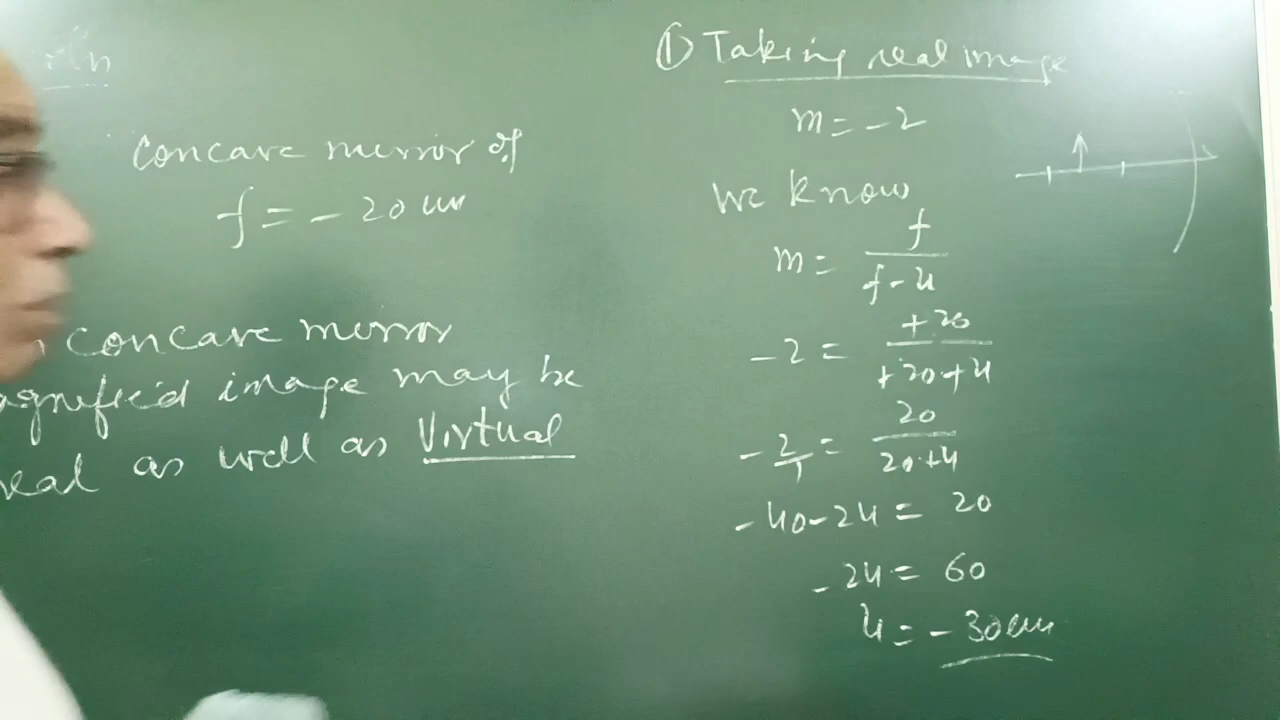 Concave mirror of
f = - 20 cm
concave mirror
magnified image may be
real as well as Virtual
① Taking real image
m = -2
We know
m = f / f - u
-2 = +20 / +20+u
-2/1 = 20 / 20+u
-40-2u = 20
-2u = 60
u = - 30cm